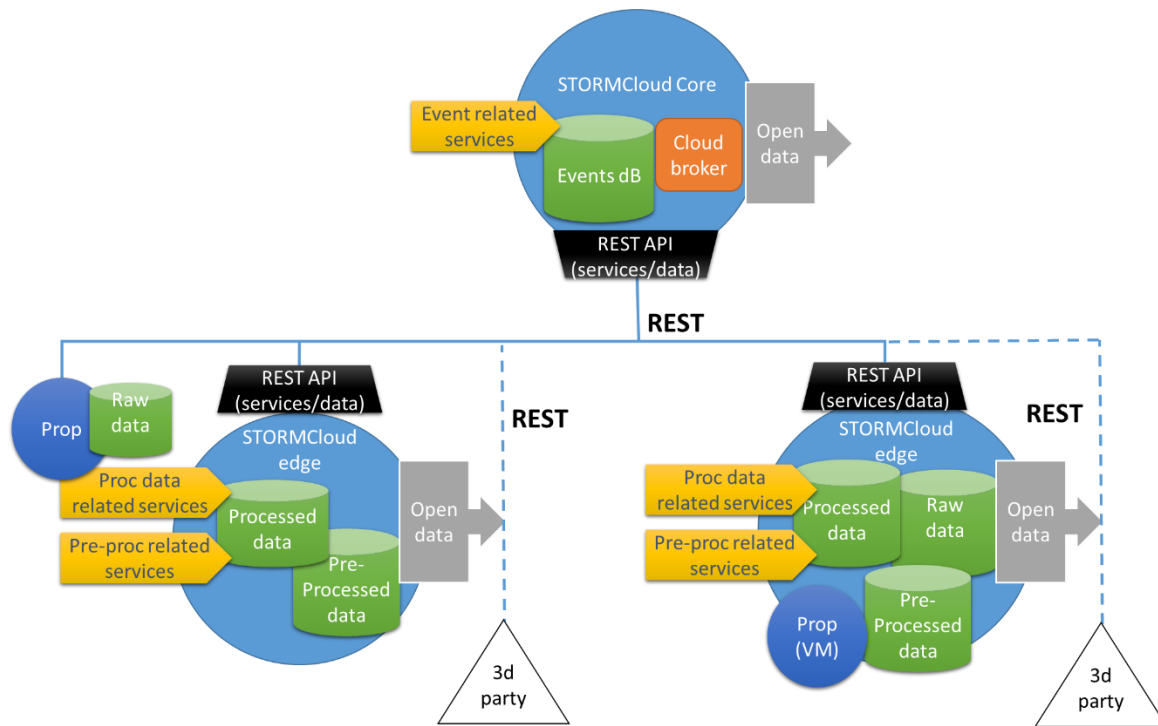 STORMCloud Core
Event related
services
Events dB
Cloud
broker
Open
data
REST API
(services/data)
REST
REST API
(services/data)
Prop
Raw
data
REST
STORMCloud
edge
Proc data
related services
Processed
data
Pre-proc related
services
Pre-
Processed
data
Open
data
3d
party
REST API
(services/data)
REST
STORMCloud
edge
Proc data
related services
Processed
data
Raw
data
Pre-proc related
services
Open
data
Prop
(VM)
Pre-
Processed
data
3d
party